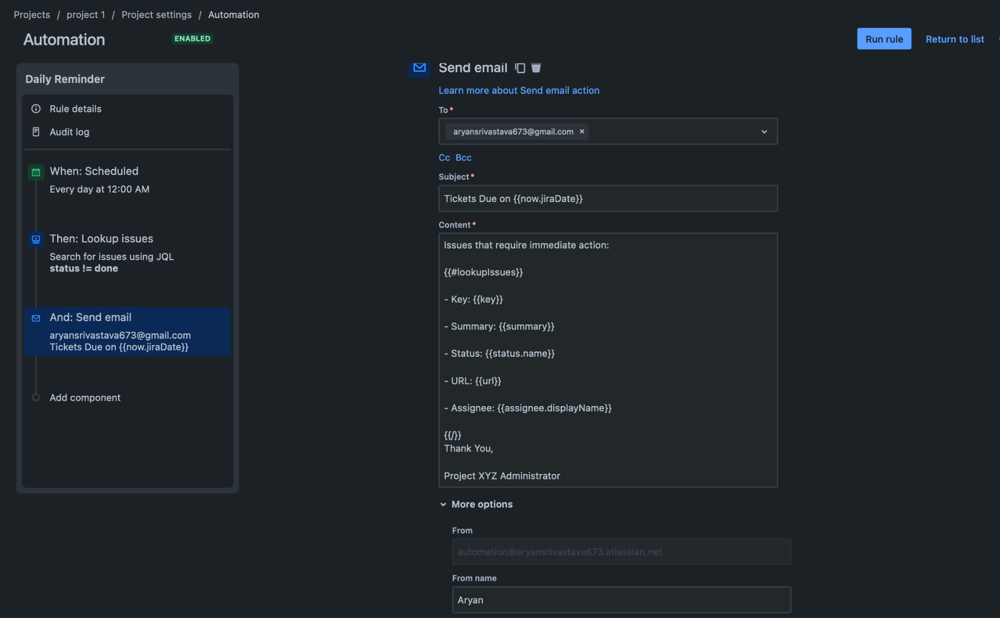 Projects / project 1 / Project settings / Automation
Automation ENABLED
Run rule Return to list
Daily Reminder
Rule details
Audit log
When: Scheduled
Every day at 12:00 AM
Then: Lookup issues
Search for issues using JQL
status != done
And: Send email
aryansrivastava673@gmail.com
Tickets Due on {{now.jiraDate}}
Add component
Send email
Learn more about Send email action
To*
aryansrivastava673@gmail.com ×
Cc Bcc
Subject*
Tickets Due on {{now.jiraDate}}
Content*
Issues that require immediate action:
{{#lookupIssues}}
- Key: {{key}}
- Summary: {{summary}}
- Status: {{status.name}}
- URL: {{url}}
- Assignee: {{assignee.displayName}}
{{/}}
Thank You,
Project XYZ Administrator
More options
From
automation@aryansrivastava673.atlassian.net
From name
Aryan